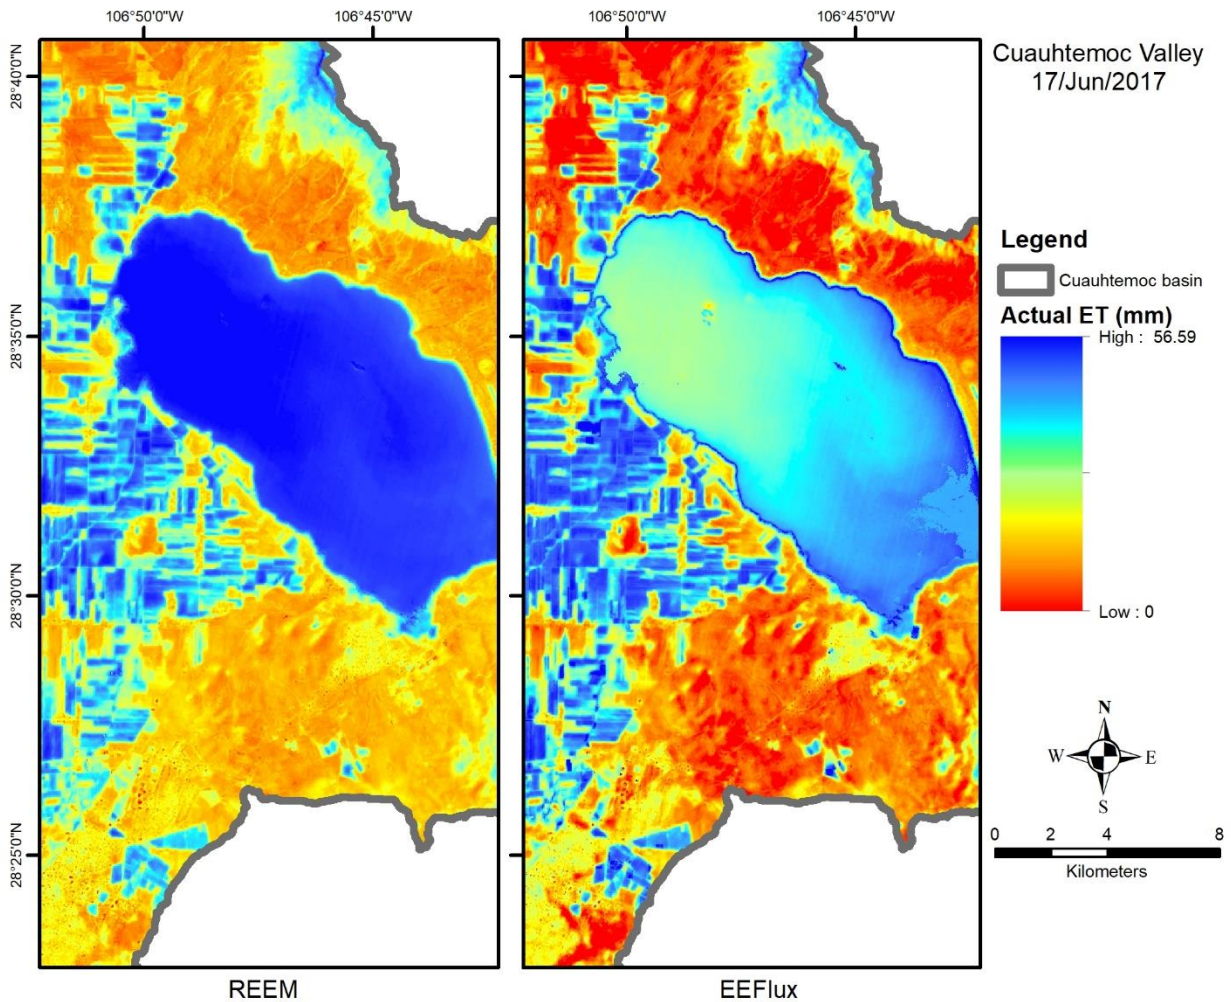 106°50'0"W 106°45'0"W 106°50'0"W 106°45'0"W
Cuauhtemoc Valley
17/Jun/2017
28°40'0"N
28°35'0"N
28°30'0"N
28°25'0"N
Legend
Cuauhtemoc basin
Actual ET (mm)
High : 56.59
Low : 0
N
W E
S
0 2 4 8
Kilometers
REEM EEFlux